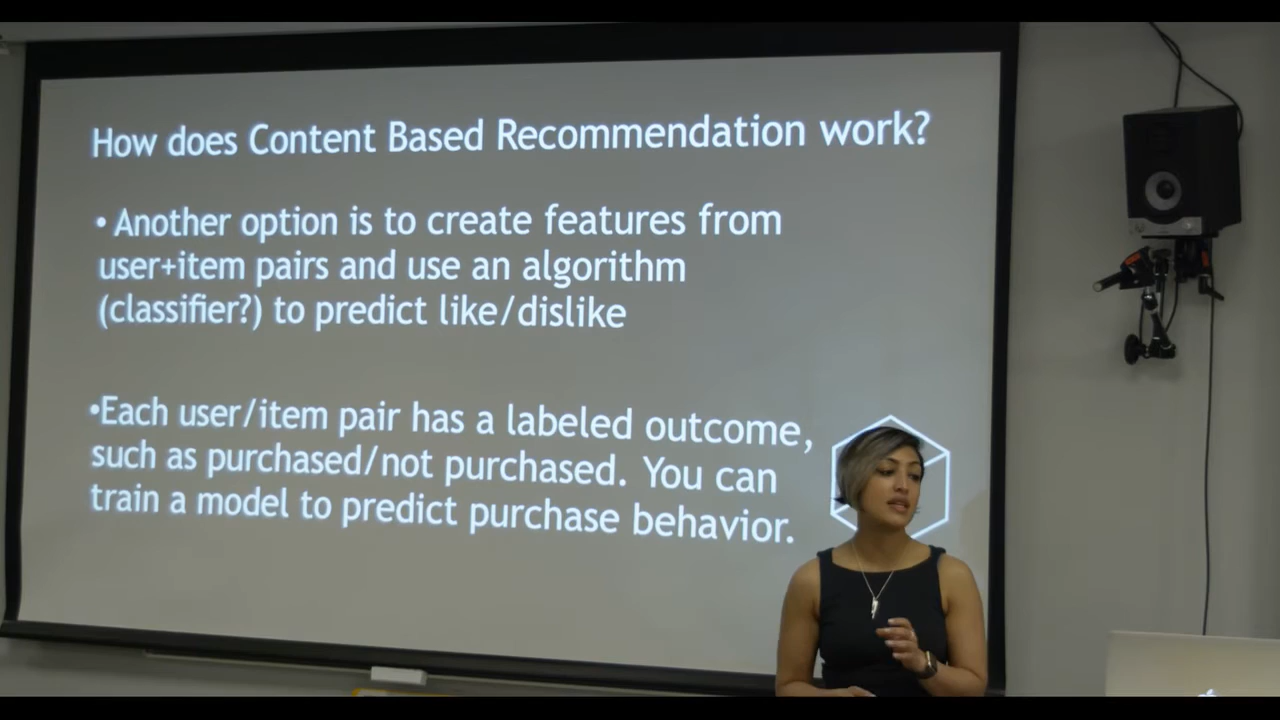 How does Content Based Recommendation work?
• Another option is to create features from
user+item pairs and use an algorithm
(classifier?) to predict like/dislike
•Each user/item pair has a labeled outcome,
such as purchased/not purchased. You can
train a model to predict purchase behavior.